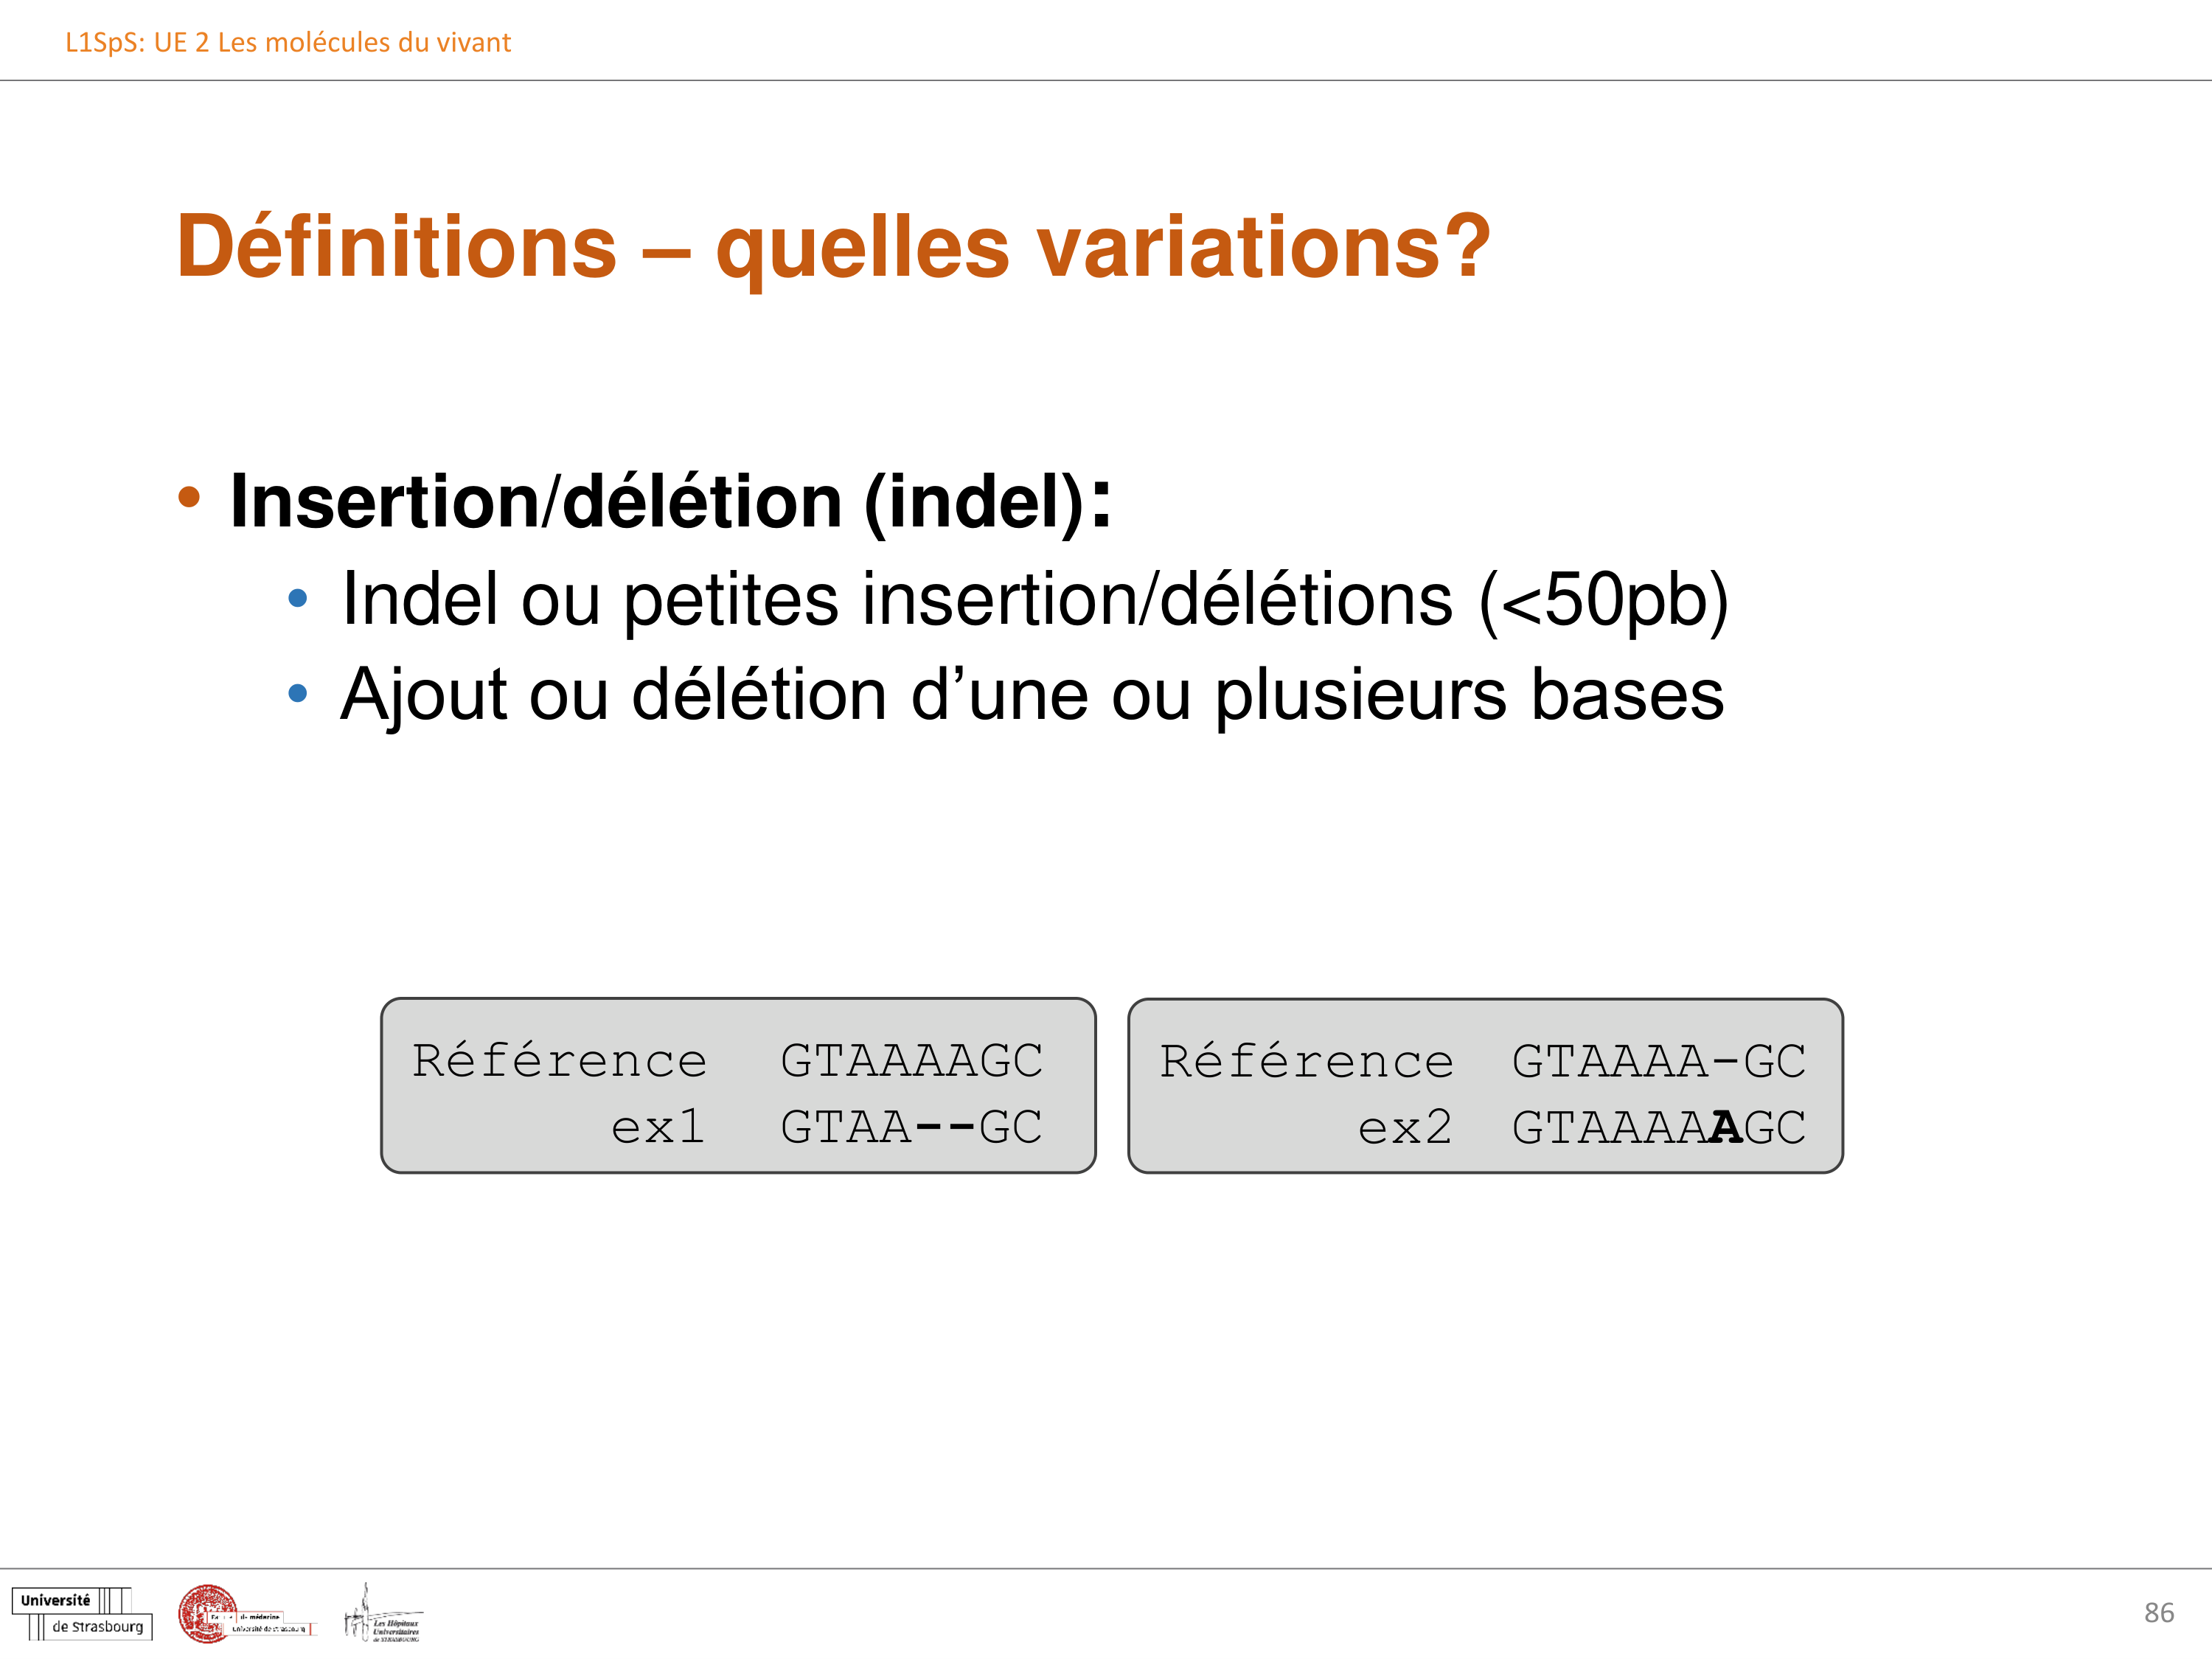 L1SpS: UE 2 Les molécules du vivant
Définitions – quelles variations?
• Insertion/délétion (indel):
• Indel ou petites insertion/délétions (<50pb)
• Ajout ou délétion d’une ou plusieurs bases
Référence GTAAAAGC
ex1 GTAA--GC
Référence GTAAAA-GC
ex2 GTAAAAAGC
Université
de Strasbourg
de médecine
Université de Strasbourg
Les Hôpitaux
Universitaires
de STRASBOURG
86